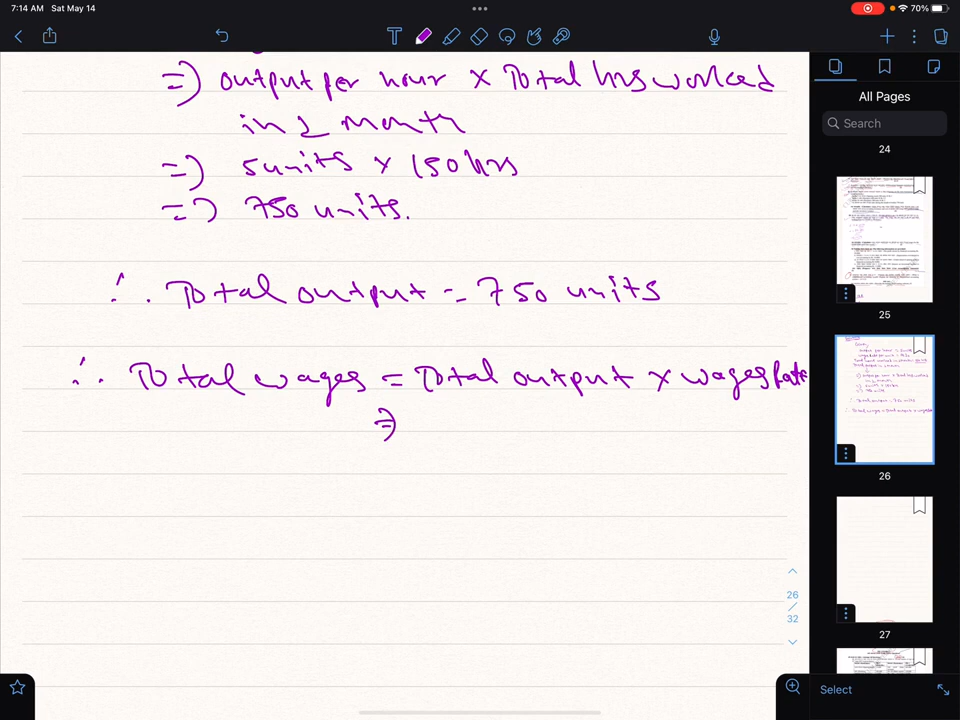 7:14 AM Sat May 14
70%
=) output per hour × Total hrs worked
in 1 month
=) 5 units × 150 hrs
=) 750 units.
∴ Total output = 750 units
∴ Total wages = Total output × wages Rate
=)
All Pages
Search
24
25
26
27
26
/
32
Select